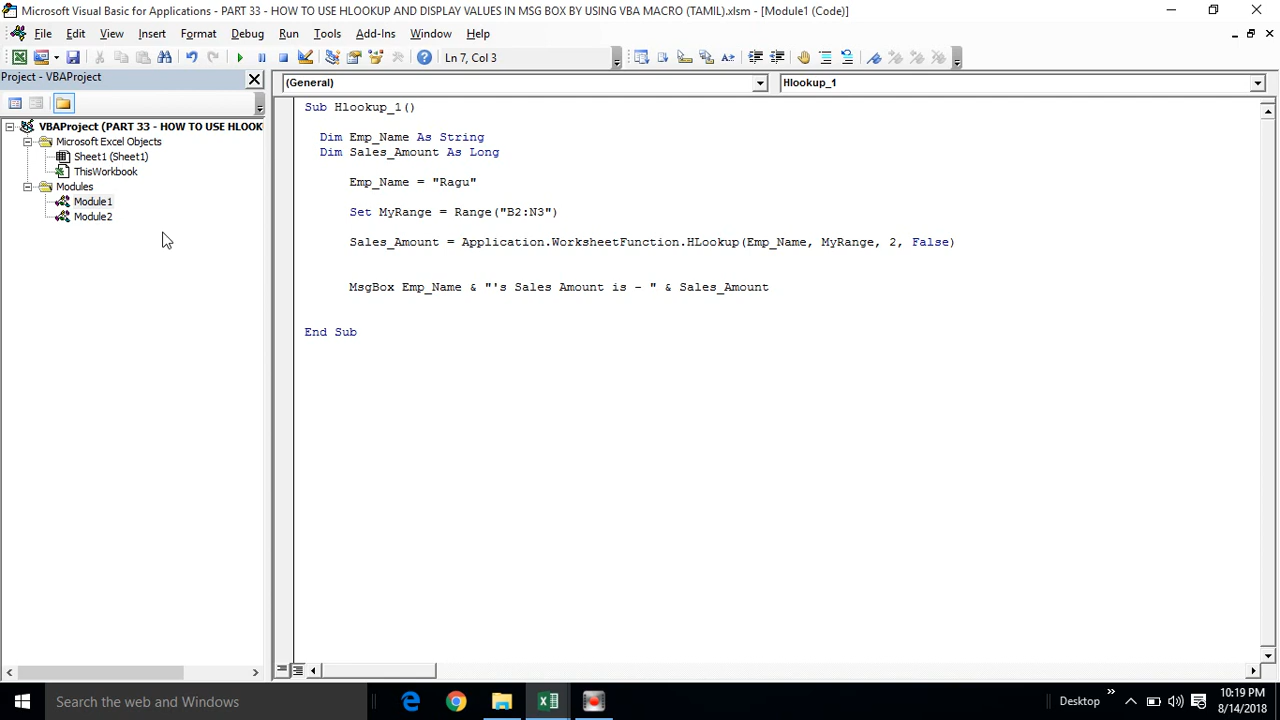 Microsoft Visual Basic for Applications - PART 33 - HOW TO USE HLOOKUP AND DISPLAY VALUES IN MSG BOX BY USING VBA MACRO (TAMIL).xlsm - [Module1 (Code)]
File Edit View Insert Format Debug Run Tools Add-Ins Window Help
Ln 7, Col 3
Project - VBAProject
(General) Hlookup_1
VBAProject (PART 33 - HOW TO USE HLOOK
Microsoft Excel Objects
Sheet1 (Sheet1)
ThisWorkbook
Modules
Module1
Module2
Sub Hlookup_1()
Dim Emp_Name As String
Dim Sales_Amount As Long
Emp_Name = "Ragu"
Set MyRange = Range("B2:N3")
Sales_Amount = Application.WorksheetFunction.HLookup(Emp_Name, MyRange, 2, False)
MsgBox Emp_Name & "'s Sales Amount is - " & Sales_Amount
End Sub
Search the web and Windows
Desktop
10:19 PM
8/14/2018